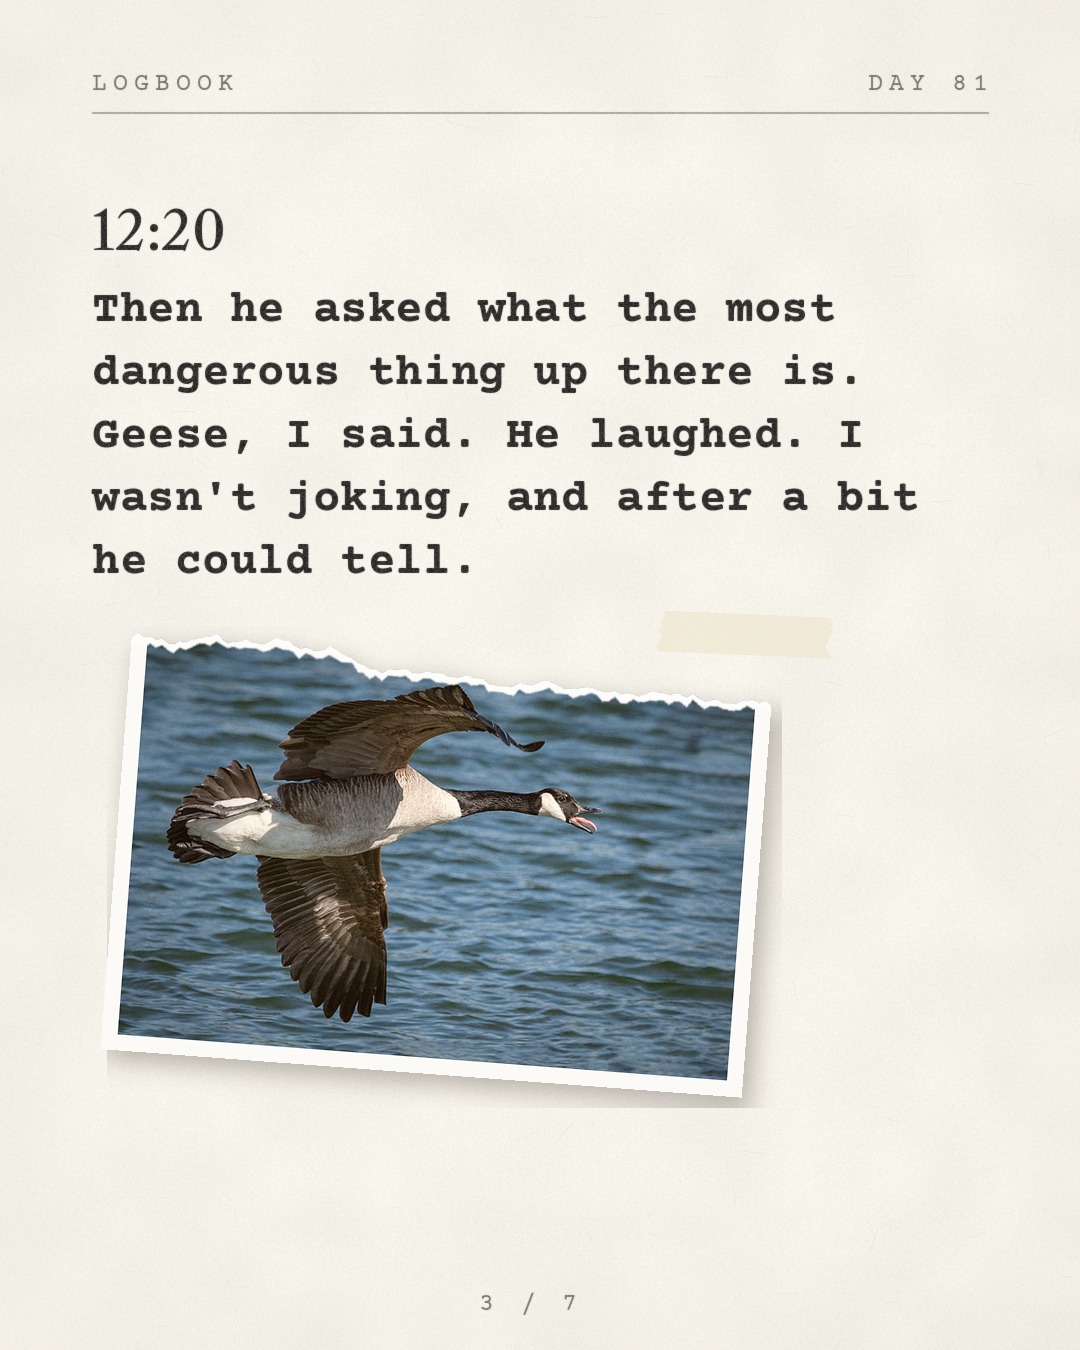 LOGBOOK
DAY 81
12:20
Then he asked what the most
dangerous thing up there is.
Geese, I said. He laughed. I
wasn't joking, and after a bit
he could tell.
3 / 7